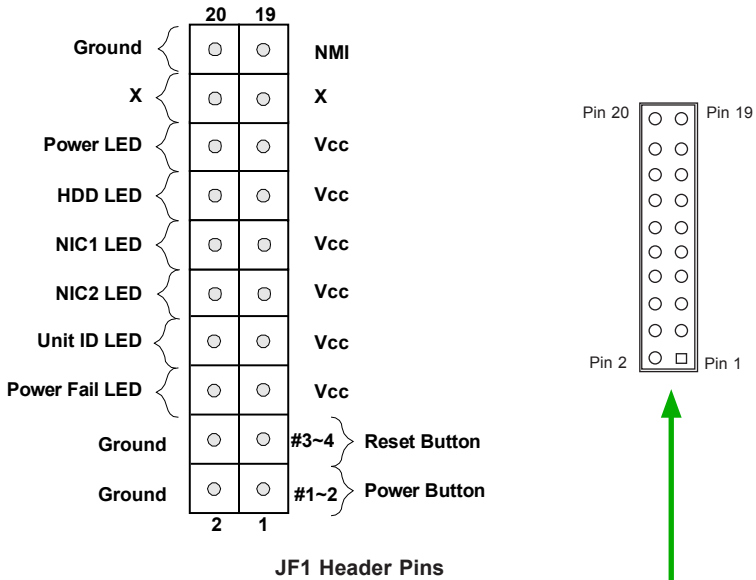 20 19
Ground NMI
X X
Power LED Vcc
HDD LED Vcc
NIC1 LED Vcc
NIC2 LED Vcc
Unit ID LED Vcc
Power Fail LED Vcc
Ground #3~4 Reset Button
Ground #1~2 Power Button
2 1
JF1 Header Pins
Pin 20 Pin 19
Pin 2 Pin 1